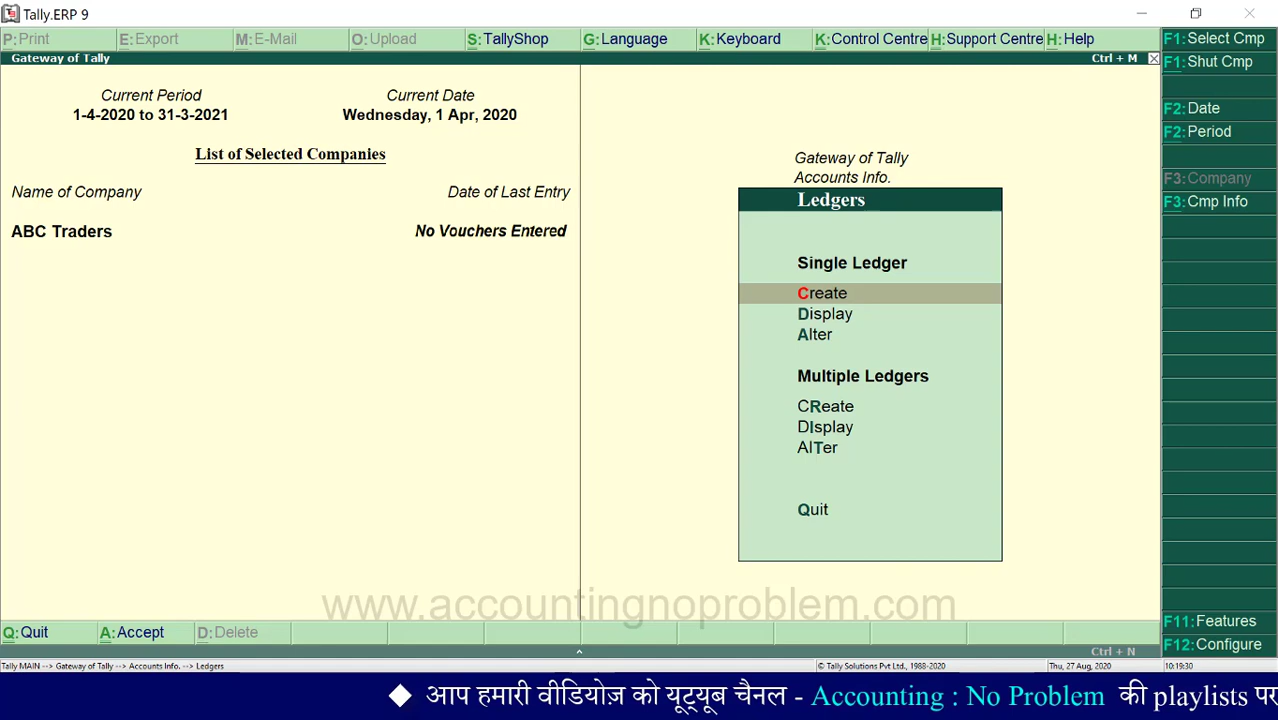 Tally.ERP 9
P:Print E:Export M:E-Mail O:Upload S:TallyShop G:Language K:Keyboard K:Control Centre H:Support Centre H:Help
Gateway of Tally Ctrl + M
Current Period Current Date
1-4-2020 to 31-3-2021 Wednesday, 1 Apr, 2020
List of Selected Companies
Name of Company Date of Last Entry
ABC Traders No Vouchers Entered
Gateway of Tally
Accounts Info.
Ledgers
Single Ledger
Create
Display
Alter
Multiple Ledgers
CReate
DIsplay
AlTer
Quit
F1:Select Cmp
F1:Shut Cmp
F2:Date
F2:Period
F3:Company
F3:Cmp Info
F11:Features
F12:Configure
www.accountingnoproblem.com
Q:Quit A:Accept D:Delete
Ctrl + N
Tally MAIN --> Gateway of Tally --> Accounts Info. --> Ledgers © Tally Solutions Pvt Ltd., 1988-2020 Thu, 27 Aug, 2020 10:19:30
◆ आप हमारी वीडियोज़ को यूट्यूब चैनल - Accounting : No Problem की playlists पर